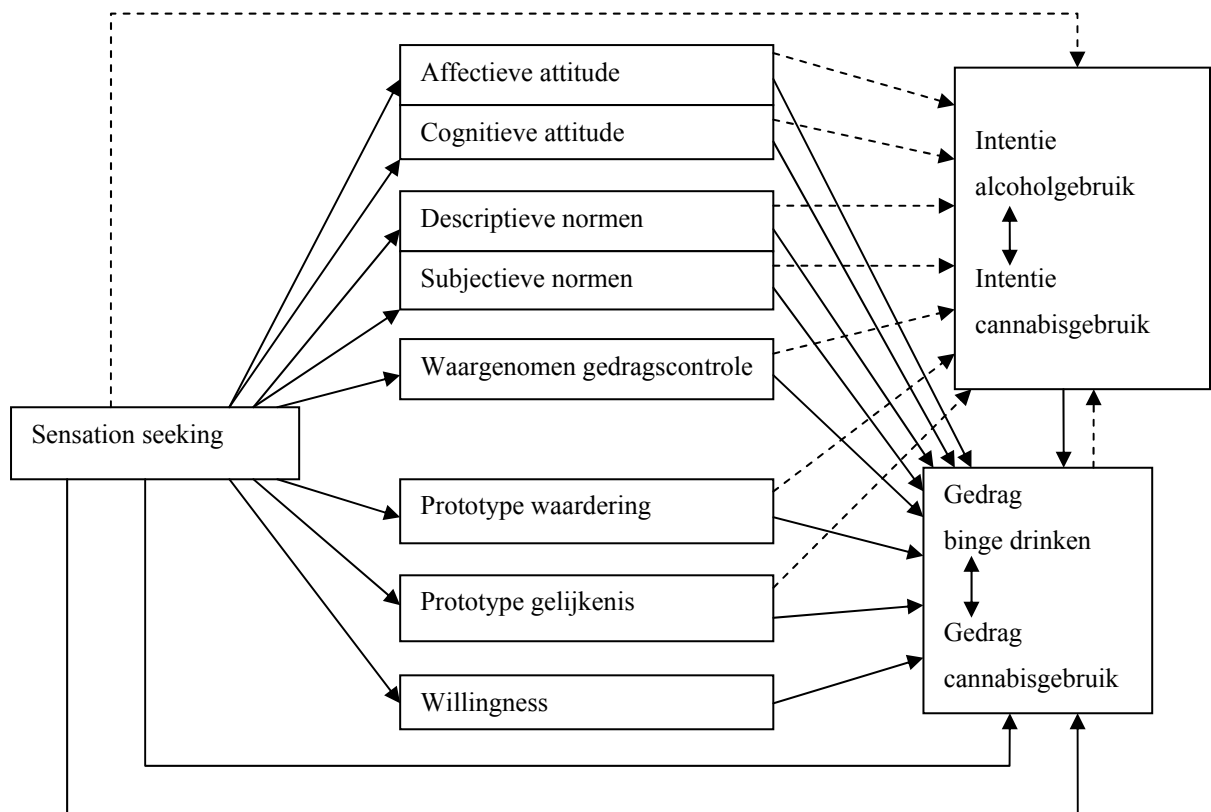 Affectieve attitude
Cognitieve attitude
Descriptieve normen
Subjectieve normen
Waargenomen gedragscontrole
Sensation seeking
Prototype waardering
Prototype gelijkenis
Willingness
Intentie
alcoholgebruik
Intentie
cannabisgebruik
Gedrag
binge drinken
Gedrag
cannabisgebruik